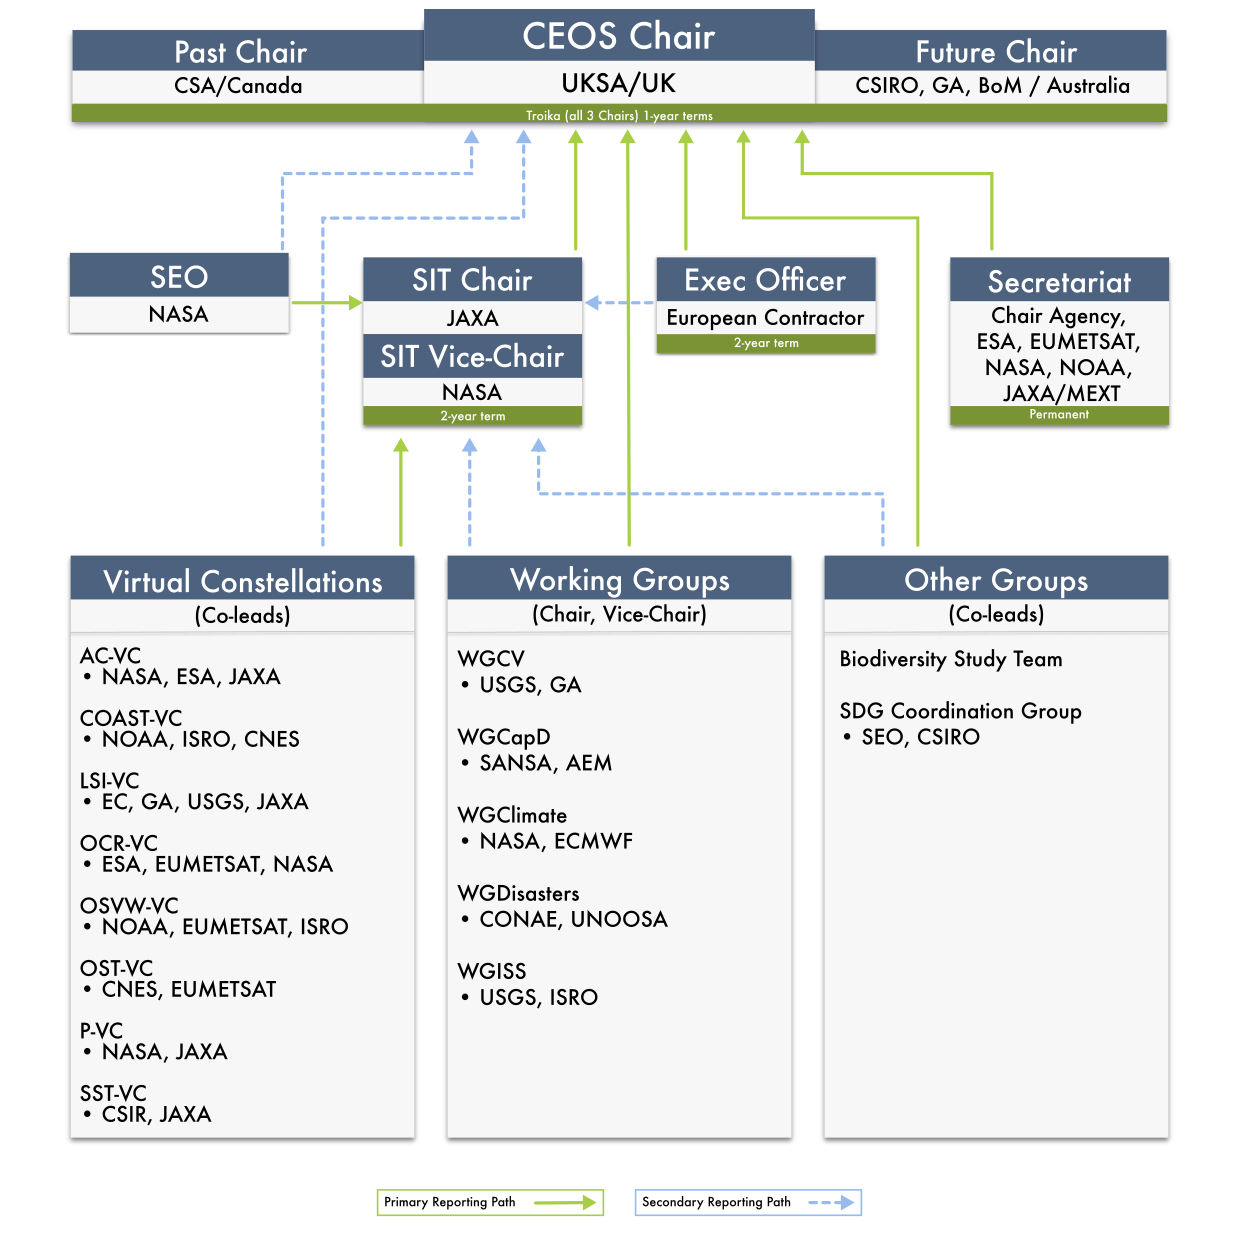 CEOS Chair
UKSA/UK
Past Chair
CSA/Canada
Future Chair
CSIRO, GA, BoM / Australia
Troika (all 3 Chairs) 1-year terms
SEO
NASA
SIT Chair
JAXA
SIT Vice-Chair
NASA
2-year term
Exec Officer
European Contractor
2-year term
Secretariat
Chair Agency,
ESA, EUMETSAT,
NASA, NOAA,
JAXA/MEXT
Permanent
Virtual Constellations
(Co-leads)
AC-VC
• NASA, ESA, JAXA
COAST-VC
• NOAA, ISRO, CNES
LSI-VC
• EC, GA, USGS, JAXA
OCR-VC
• ESA, EUMETSAT, NASA
OSVW-VC
• NOAA, EUMETSAT, ISRO
OST-VC
• CNES, EUMETSAT
P-VC
• NASA, JAXA
SST-VC
• CSIR, JAXA
Working Groups
(Chair, Vice-Chair)
WGCV
• USGS, GA
WGCapD
• SANSA, AEM
WGClimate
• NASA, ECMWF
WGDisasters
• CONAE, UNOOSA
WGISS
• USGS, ISRO
Other Groups
(Co-leads)
Biodiversity Study Team
SDG Coordination Group
• SEO, CSIRO
Primary Reporting Path
Secondary Reporting Path